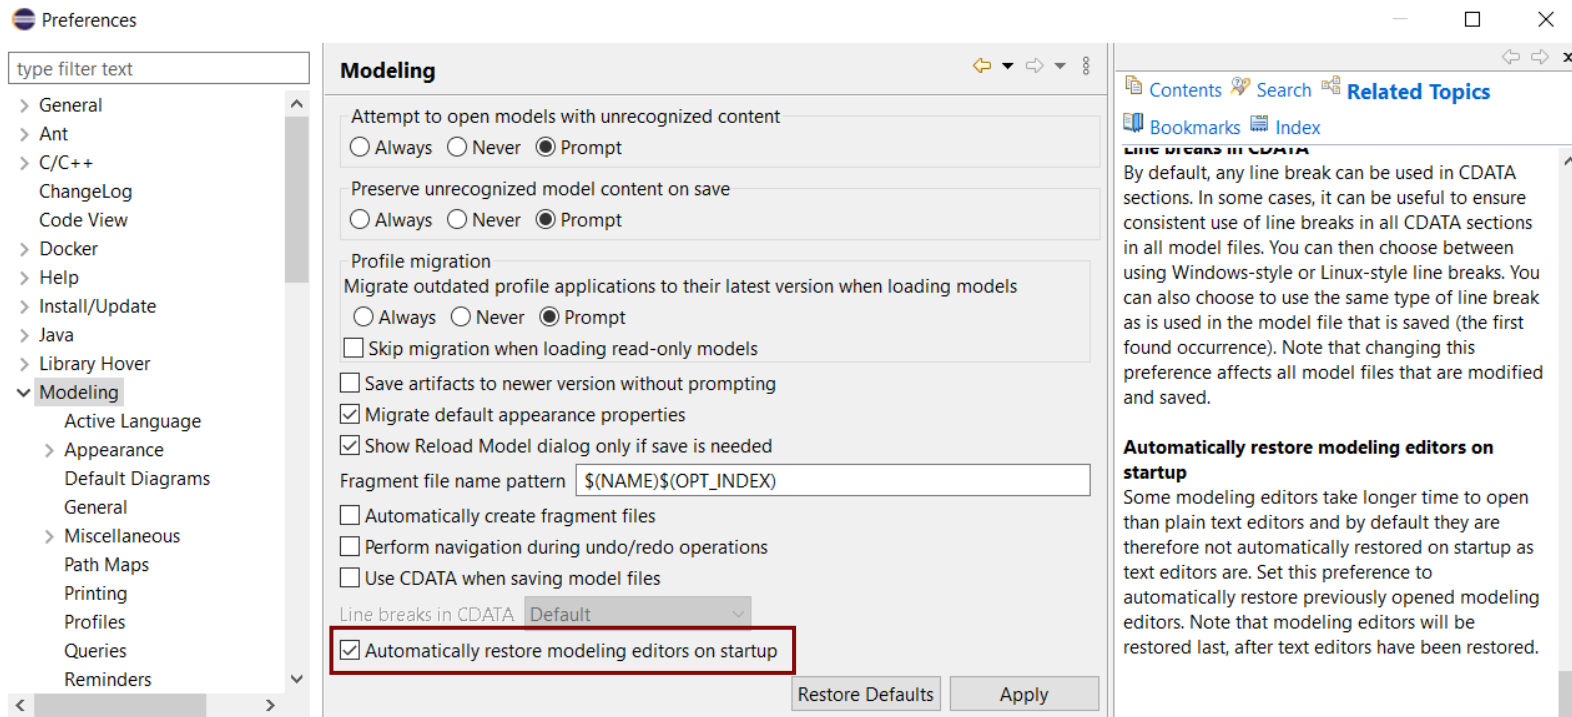 Preferences
type filter text
General
Ant
C/C++
ChangeLog
Code View
Docker
Help
Install/Update
Java
Library Hover
Modeling
Active Language
Appearance
Default Diagrams
General
Miscellaneous
Path Maps
Printing
Profiles
Queries
Reminders
Modeling
Attempt to open models with unrecognized content
Always Never Prompt
Preserve unrecognized model content on save
Always Never Prompt
Profile migration
Migrate outdated profile applications to their latest version when loading models
Always Never Prompt
Skip migration when loading read-only models
Save artifacts to newer version without prompting
Migrate default appearance properties
Show Reload Model dialog only if save is needed
Fragment file name pattern $(NAME)$(OPT_INDEX)
Automatically create fragment files
Perform navigation during undo/redo operations
Use CDATA when saving model files
Line breaks in CDATA Default
Automatically restore modeling editors on startup
Restore Defaults Apply
Contents Search Related Topics
Bookmarks Index
Line breaks in CDATA
By default, any line break can be used in CDATA
sections. In some cases, it can be useful to ensure
consistent use of line breaks in all CDATA sections
in all model files. You can then choose between
using Windows-style or Linux-style line breaks. You
can also choose to use the same type of line break
as is used in the model file that is saved (the first
found occurrence). Note that changing this
preference affects all model files that are modified
and saved.
Automatically restore modeling editors on
startup
Some modeling editors take longer time to open
than plain text editors and by default they are
therefore not automatically restored on startup as
text editors are. Set this preference to
automatically restore previously opened modeling
editors. Note that modeling editors will be
restored last, after text editors have been restored.